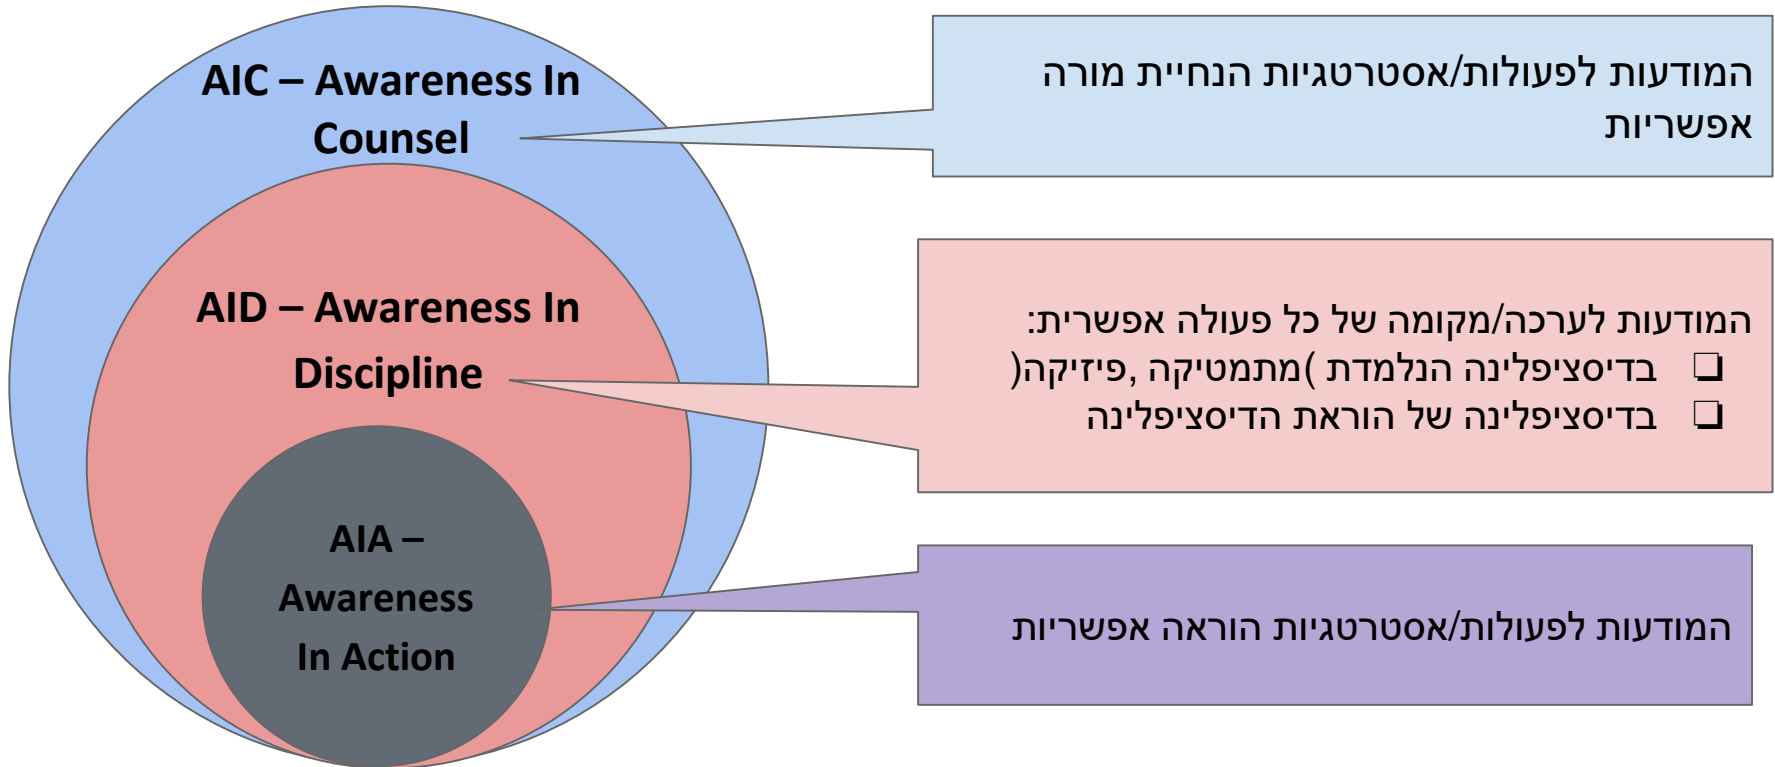 AIC – Awareness In
Counsel
המודעות לפעולות/אסטרטגיות הנחיית מורה
אפשריות
AID – Awareness In
Discipline
המודעות לערכה/מקומה של כל פעולה אפשרית:
❏ בדיסציפלינה הנלמדת )מתמטיקה ,פיזיקה(
❏ בדיסציפלינה של הוראת הדיסציפלינה
AIA –
Awareness
In Action
המודעות לפעולות/אסטרטגיות הוראה אפשריות